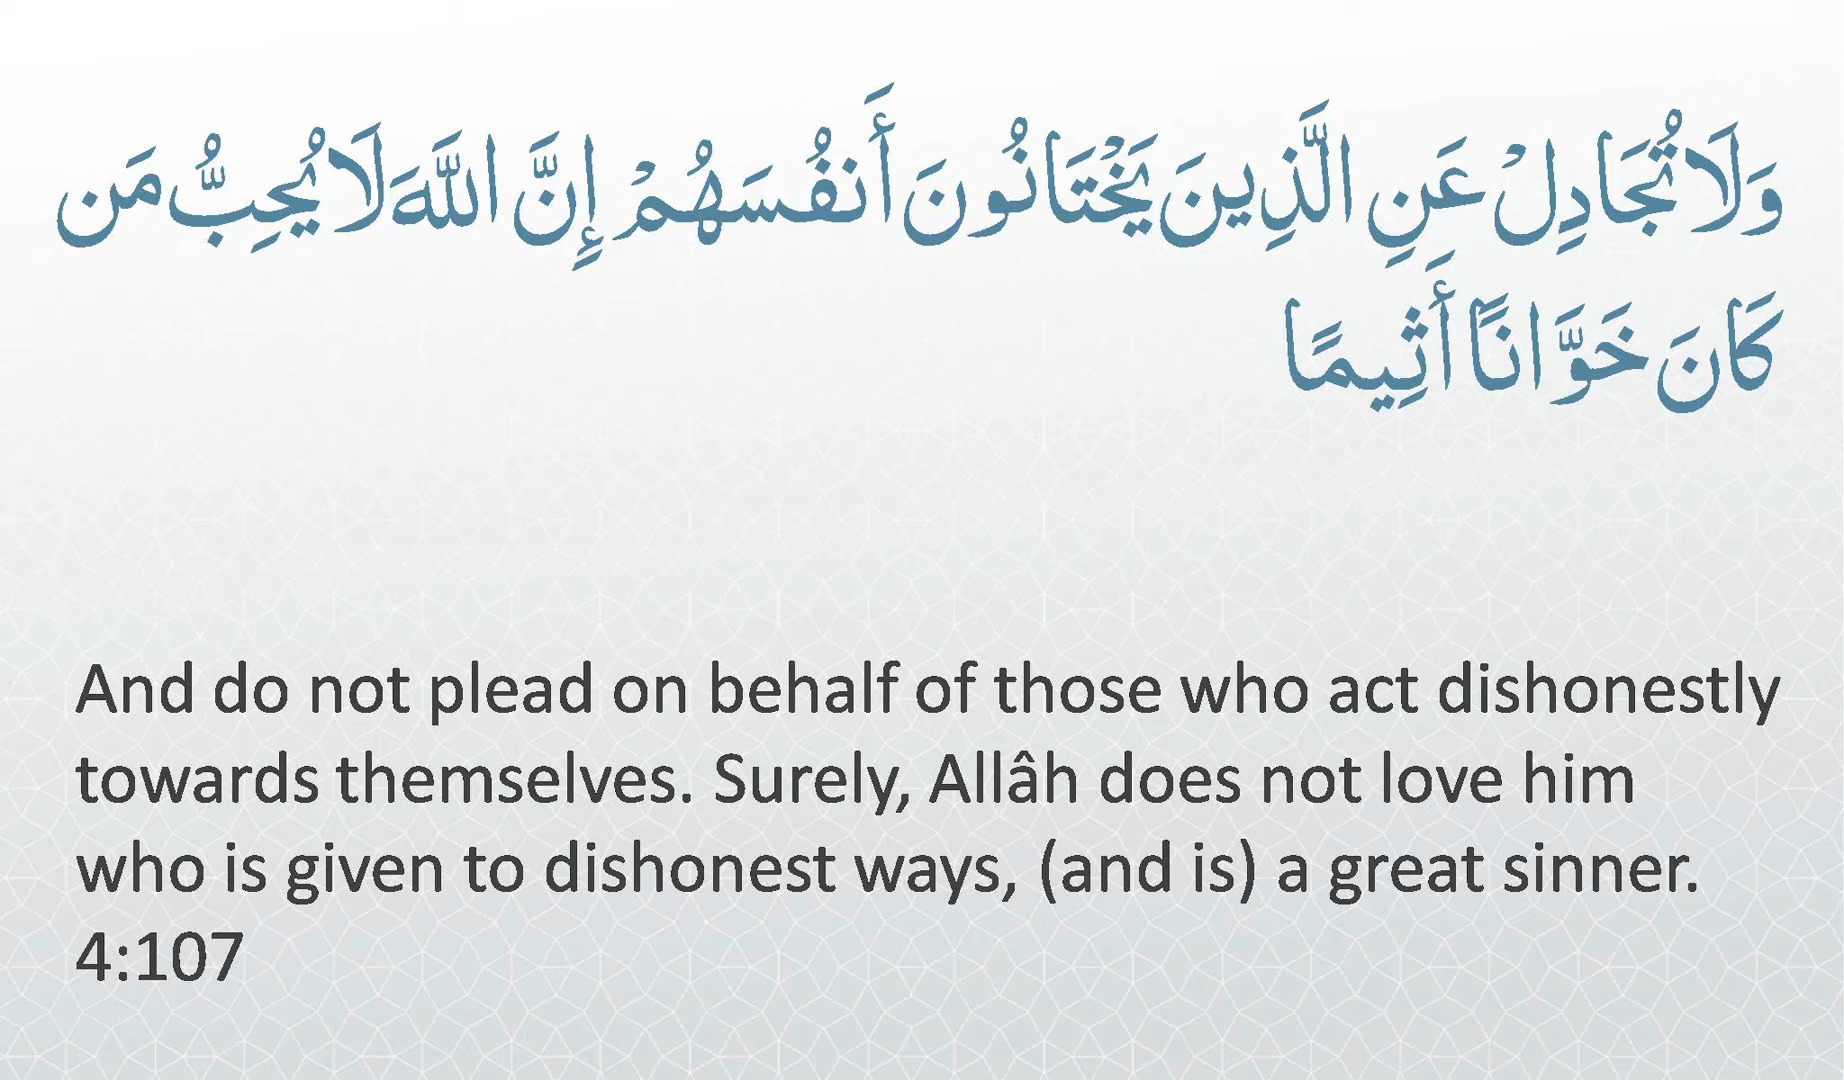 وَلَا تُجَادِلْ عَنِ الَّذِينَ يَخْتَانُونَ أَنفُسَهُمْ إِنَّ اللَّهَ لَا يُحِبُّ مَن
كَانَ خَوَّانًا أَثِيمًا
And do not plead on behalf of those who act dishonestly
towards themselves. Surely, Allâh does not love him
who is given to dishonest ways, (and is) a great sinner.
4:107